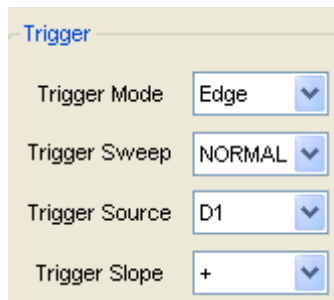 Trigger
Trigger Mode Edge
Trigger Sweep NORMAL
Trigger Source D1
Trigger Slope +